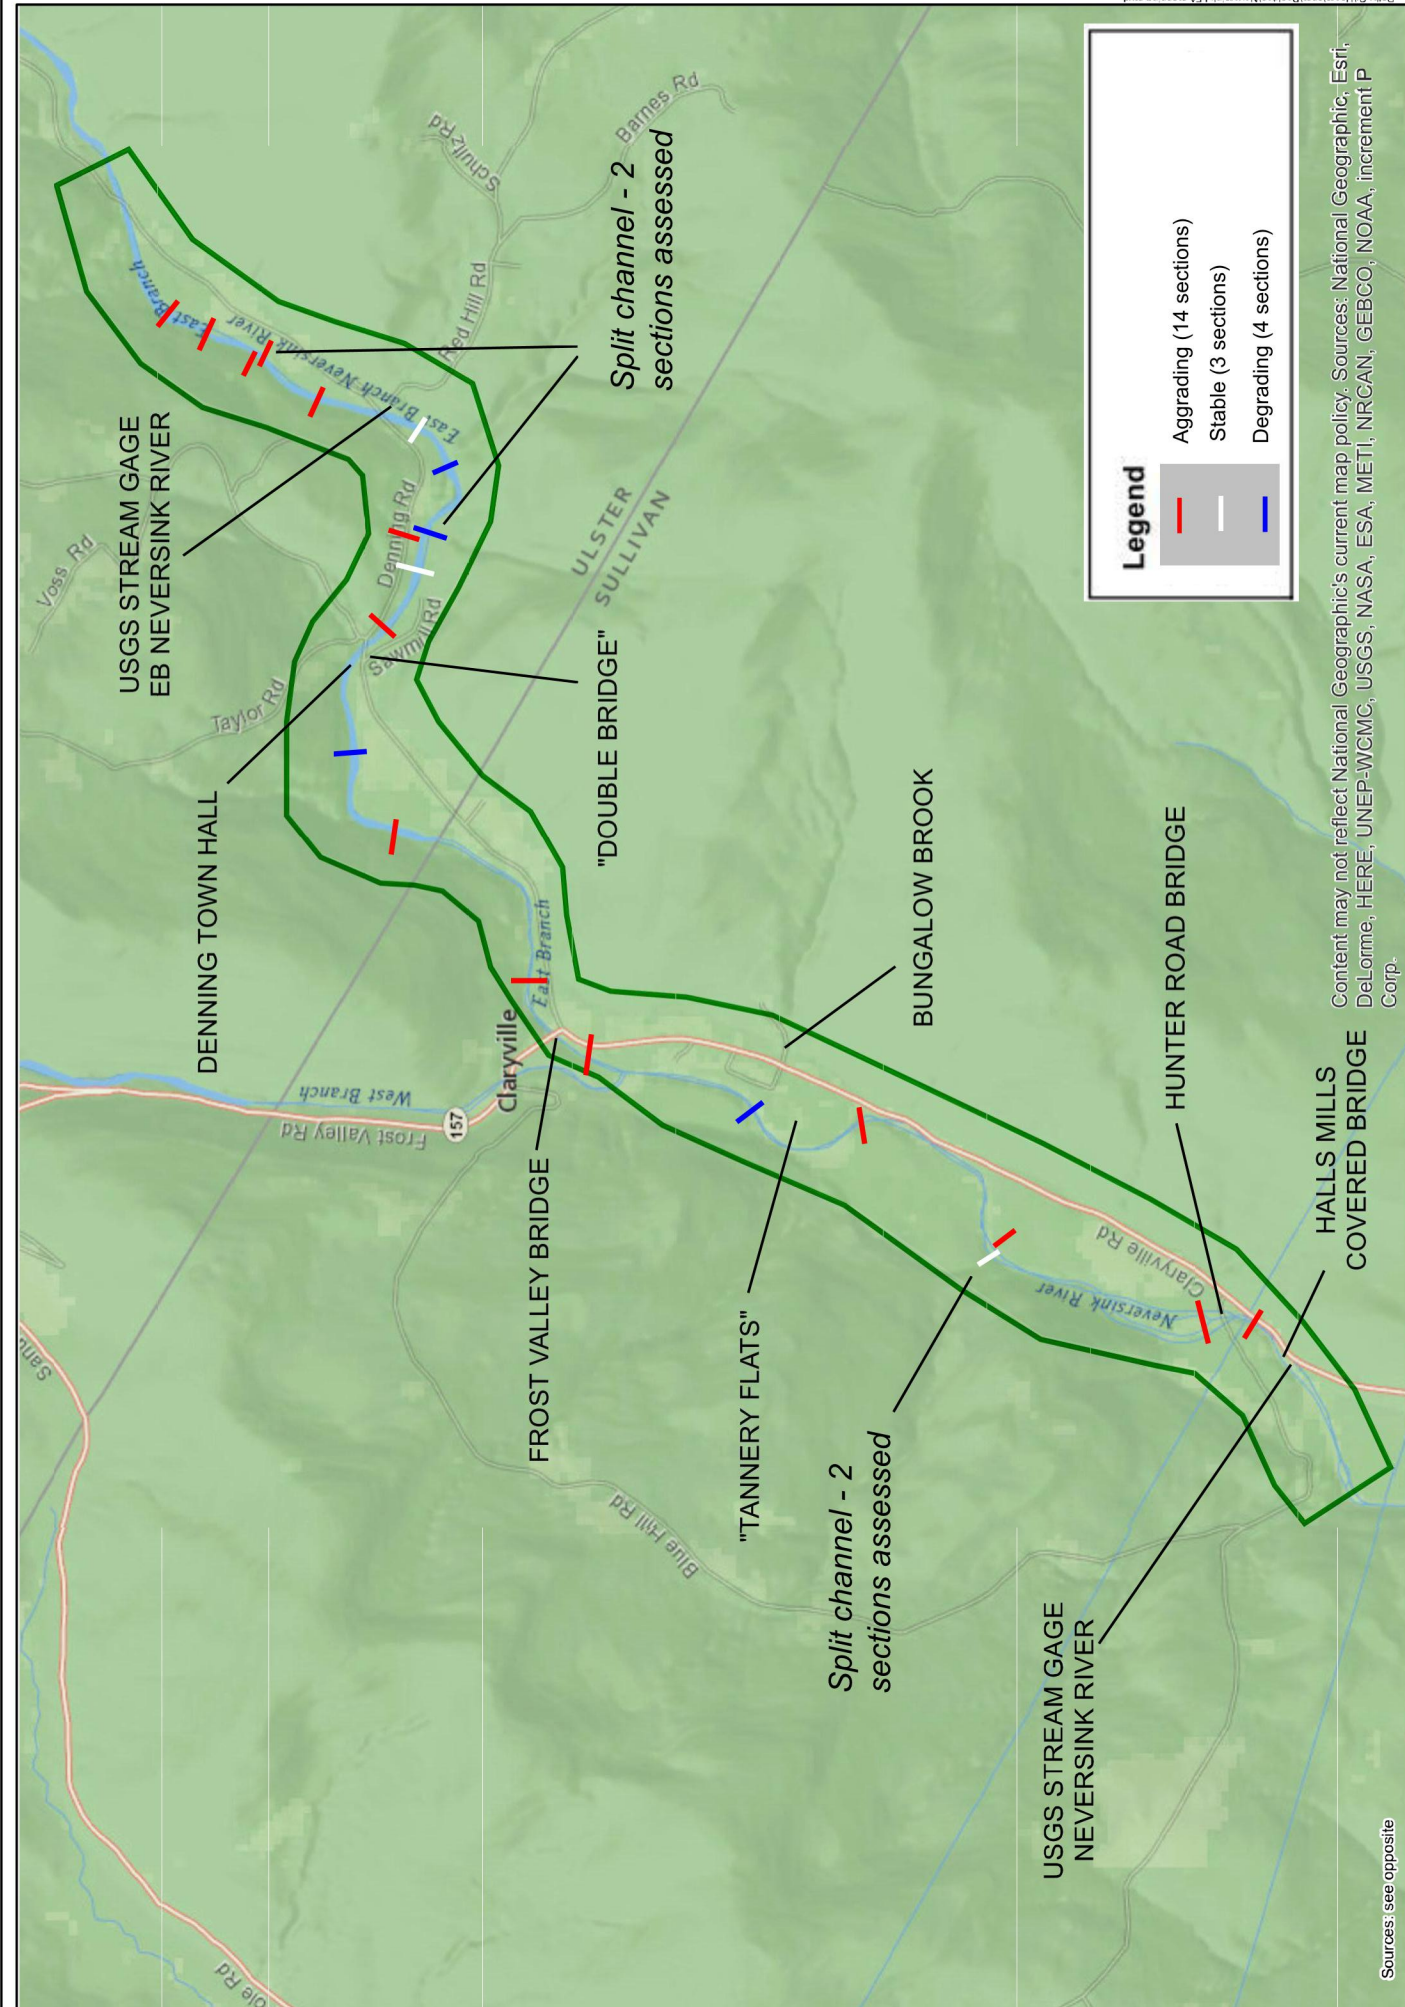 USGS STREAM GAGE
EB NEVERSINK RIVER
DENNING TOWN HALL
FROST VALLEY BRIDGE
"TANNERY FLATS"
Split channel - 2
sections assessed
USGS STREAM GAGE
NEVERSINK RIVER
Split channel - 2
sections assessed
"DOUBLE BRIDGE"
BUNGALOW BROOK
HUNTER ROAD BRIDGE
HALLS MILLS
COVERED BRIDGE
Voss Rd
Taylor Rd
Denning Rd
Sawmill Rd
Red Hill Rd
Schultz Rd
Barnes Rd
East Branch
East Branch Neversink River
East Branch
ULSTER
SULLIVAN
East Branch
Claryville
West Branch
Frost Valley Rd
157
Blue Hill Rd
Claryville Rd
Neversink River
Legend
Aggrading (14 sections)
Stable (3 sections)
Degrading (4 sections)
Content may not reflect National Geographic's current map policy. Sources: National Geographic, Esri,
DeLorme, HERE, UNEP-WCMC, USGS, NASA, ESA, METI, NRCAN, GEBCO, NOAA, increment P
Corp.
Sources: see opposite